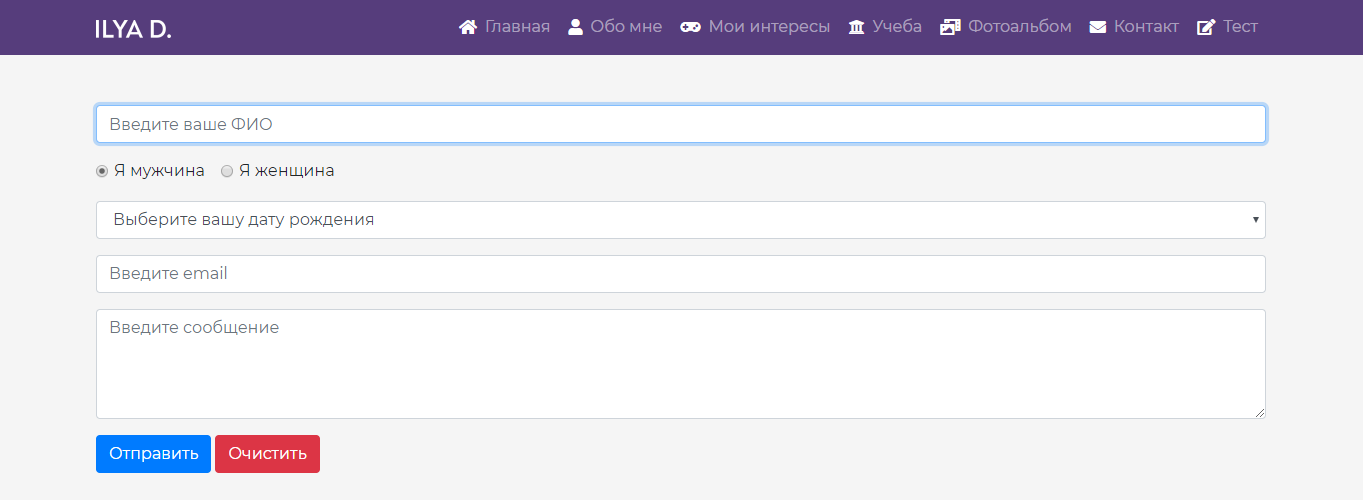 ILYA D. Главная Обо мне Мои интересы Учеба Фотоальбом Контакт Тест
Введите ваше ФИО
Я мужчина Я женщина
Выберите вашу дату рождения
Введите email
Введите сообщение
Отправить Очистить